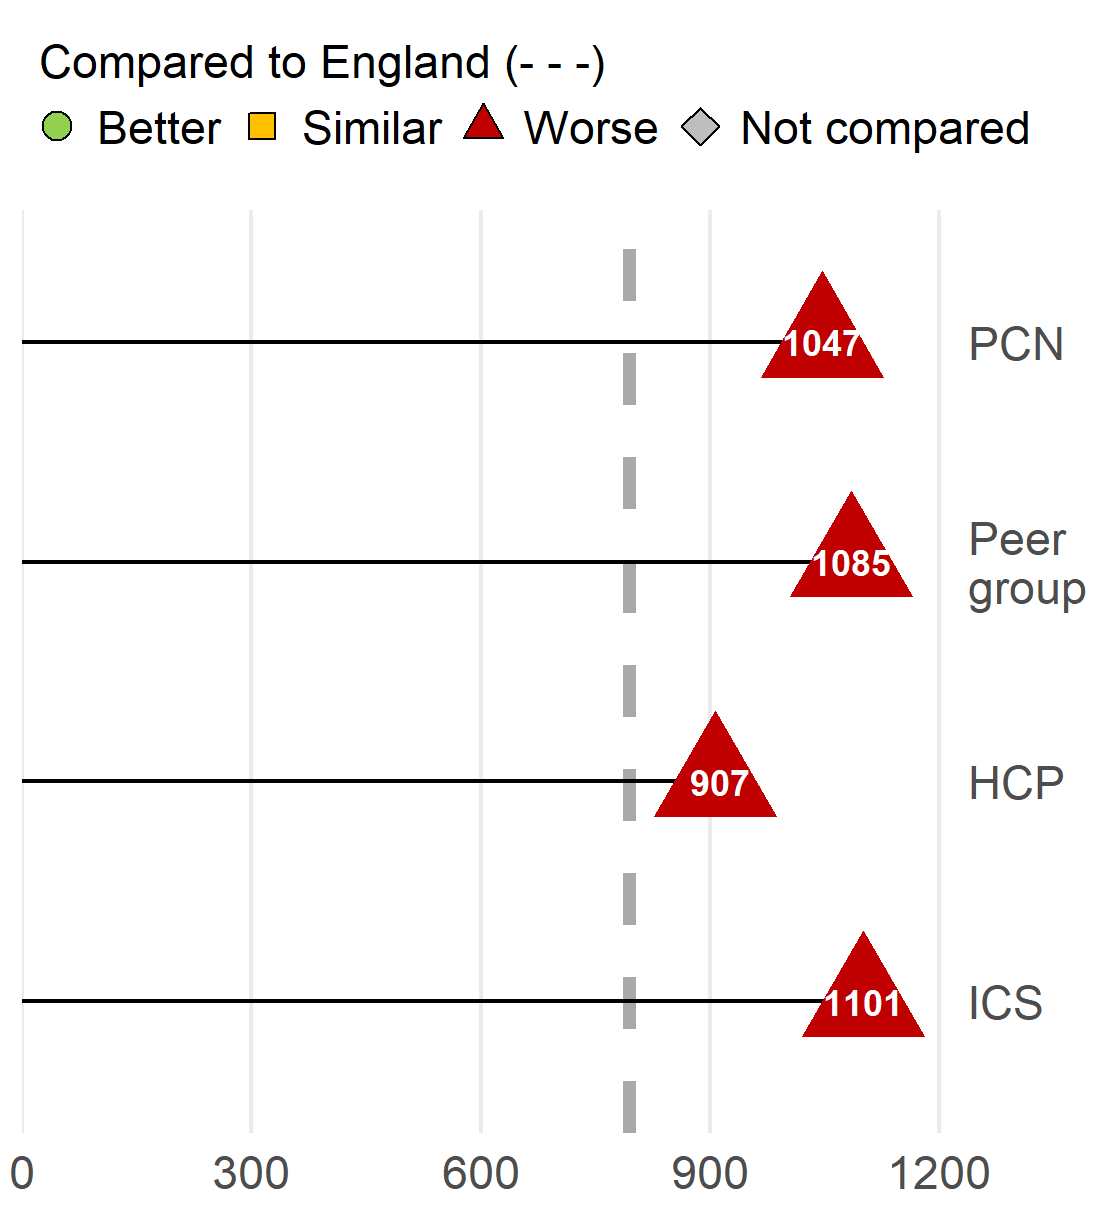 Compared to England (- - -)
Better Similar Worse Not compared
1047 PCN
1085 Peer
group
907 HCP
1101 ICS
0 300 600 900 1200